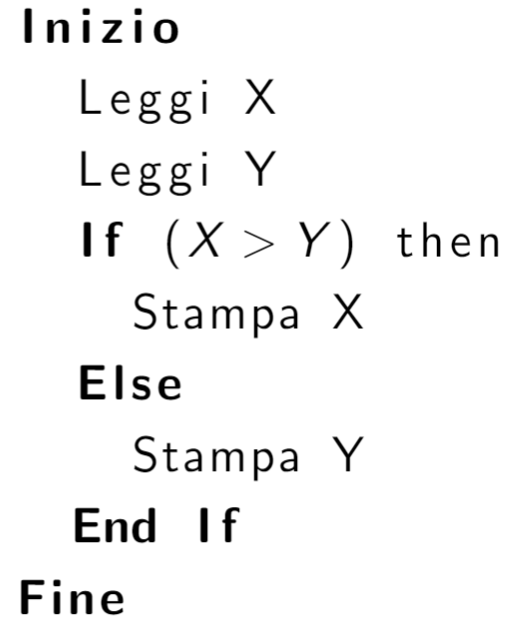 Inizio
Leggi X
Leggi Y
If (X > Y) then
Stampa X
Else
Stampa Y
End If
Fine